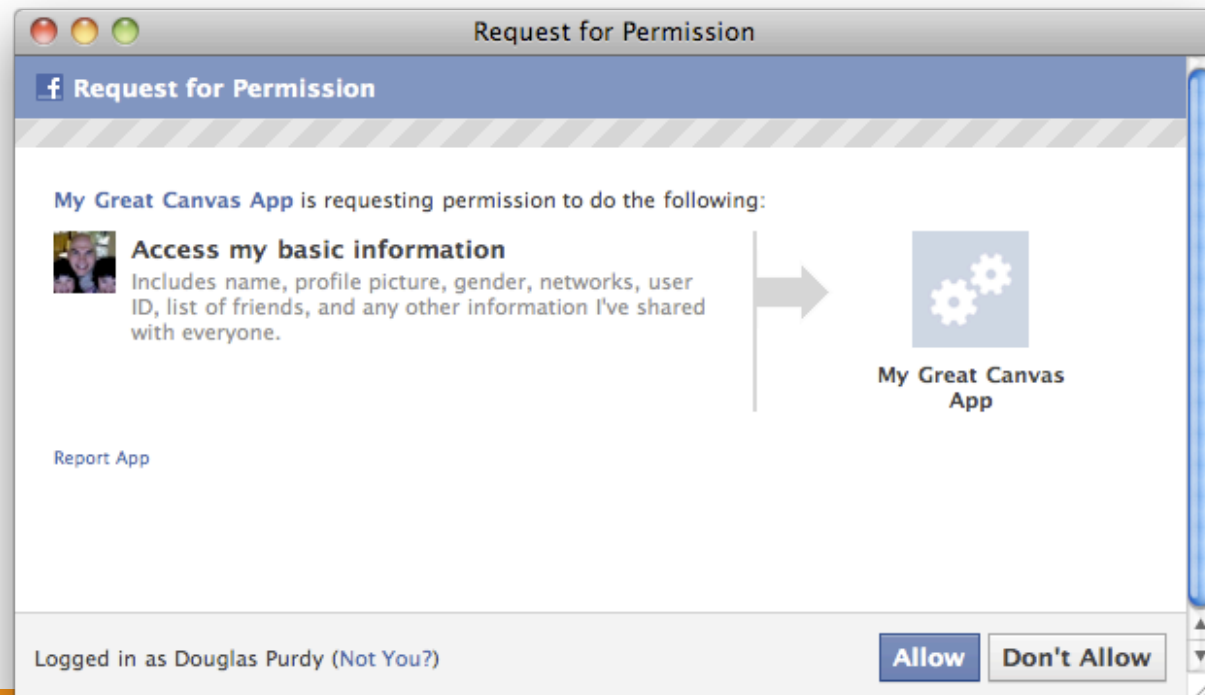 Request for Permission
f Request for Permission
My Great Canvas App is requesting permission to do the following:
Access my basic information
Includes name, profile picture, gender, networks, user
ID, list of friends, and any other information I've shared
with everyone.
My Great Canvas
App
Report App
Logged in as Douglas Purdy (Not You?)
Allow
Don't Allow